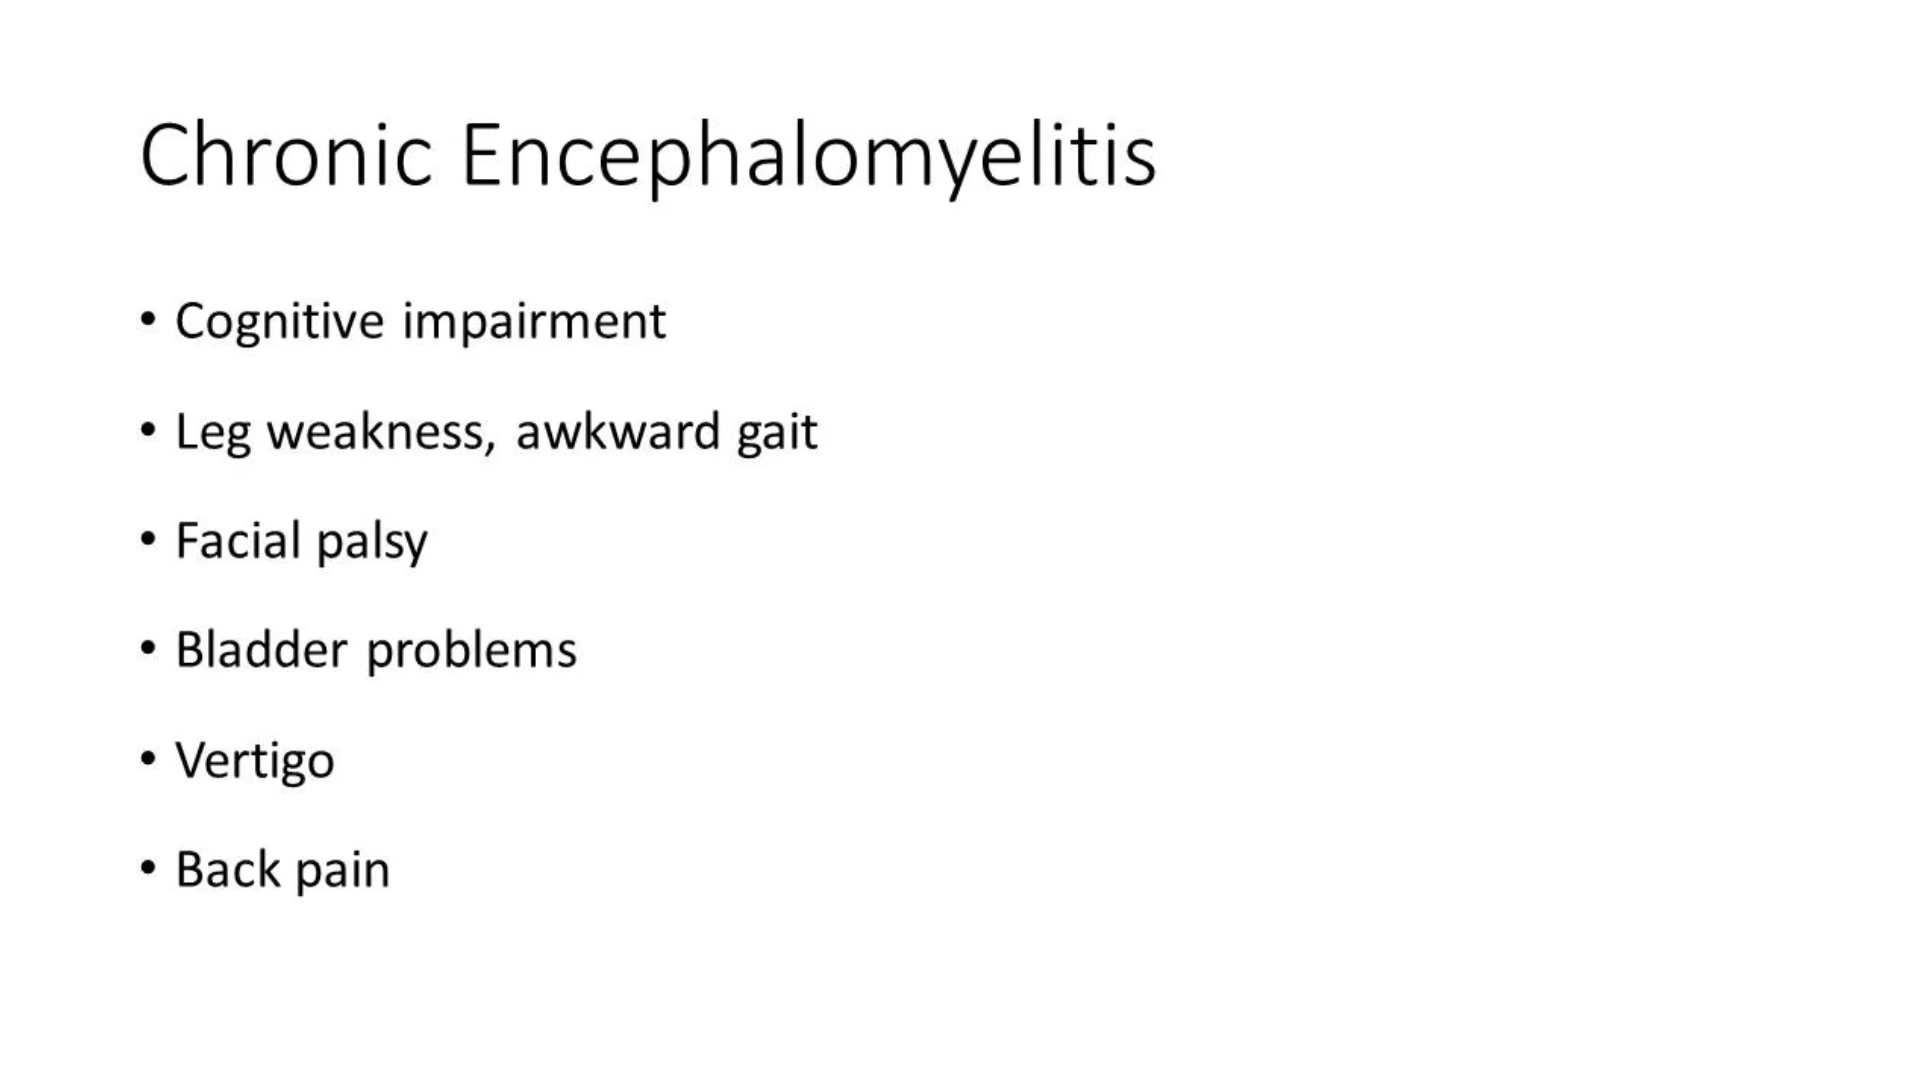 Chronic Encephalomyelitis
• Cognitive impairment
• Leg weakness, awkward gait
• Facial palsy
• Bladder problems
• Vertigo
• Back pain